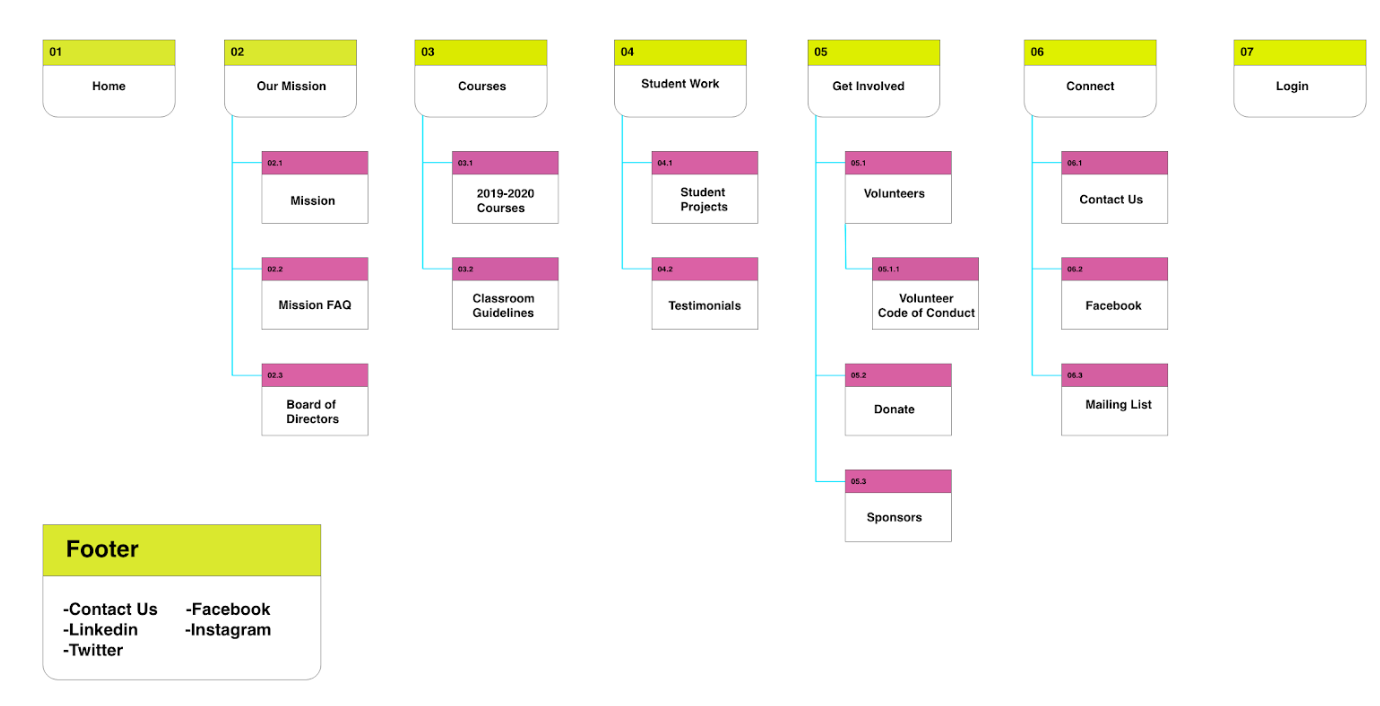 01
Home
02
Our Mission
02.1
Mission
02.2
Mission FAQ
02.3
Board of
Directors
03
Courses
03.1
2019-2020
Courses
03.2
Classroom
Guidelines
04
Student Work
04.1
Student
Projects
04.2
Testimonials
05
Get Involved
05.1
Volunteers
05.1.1
Volunteer
Code of Conduct
05.2
Donate
05.3
Sponsors
06
Connect
06.1
Contact Us
06.2
Facebook
06.3
Mailing List
07
Login
Footer
-Contact Us -Facebook
-Linkedin -Instagram
-Twitter